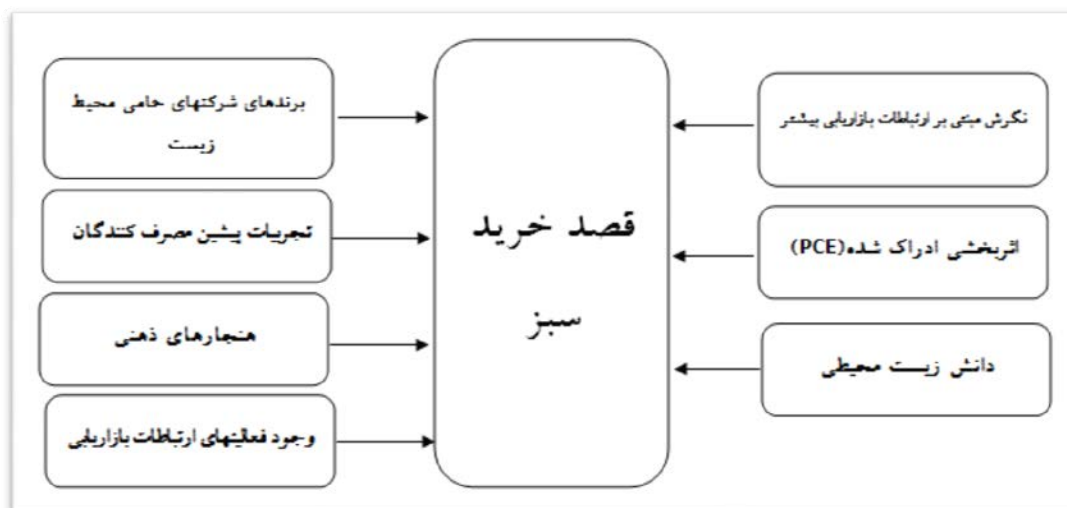 نگرش مبتنی بر ارتباطات بازاریابی بیشتر
اثربخشی ادراک شده(PCE)
دانش زیست محیطی
قصد خرید
سبز
برندهای شرکتهای حامی محیط
زیست
تجربیات پیشین مصرف کنندگان
هنجارهای ذهنی
وجود فعالیتهای ارتباطات بازاریابی